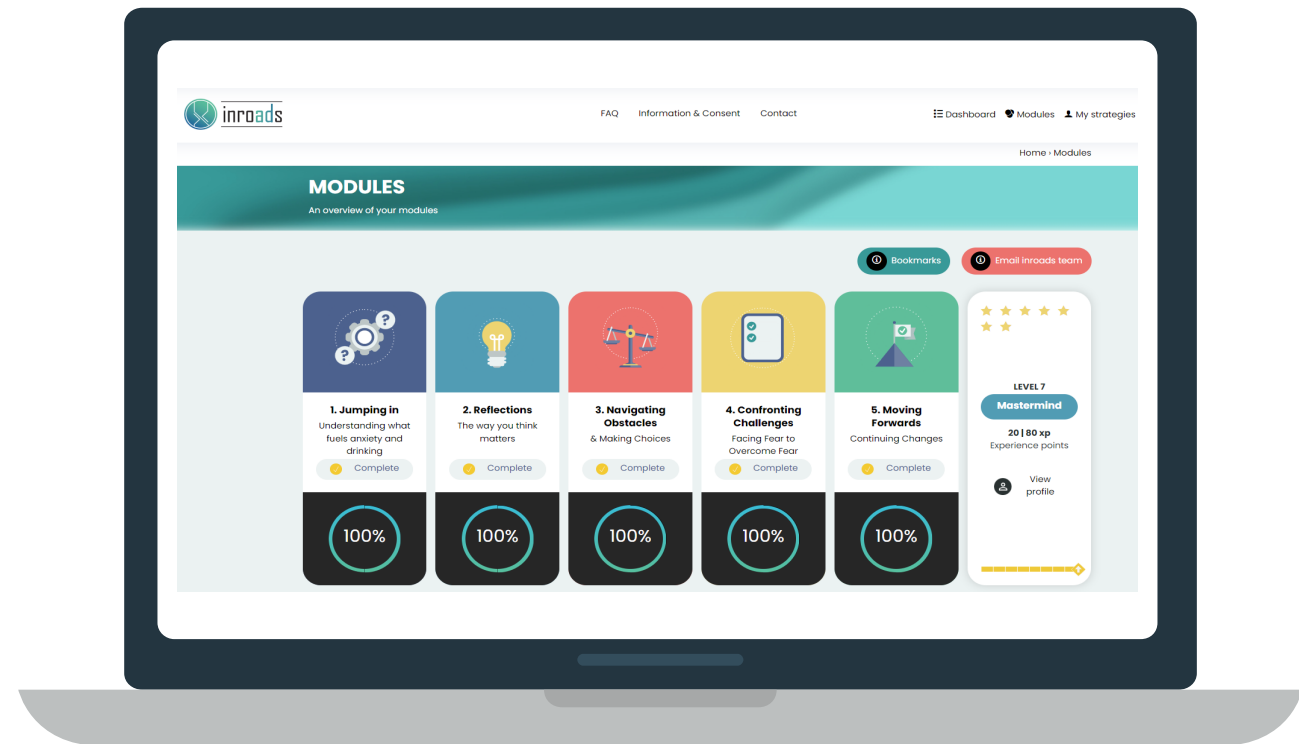 inroads
FAQ Information & Consent Contact
Dashboard Modules My strategies
Home › Modules
MODULES
An overview of your modules
Bookmarks
Email inroads team
1. Jumping in
Understanding what
fuels anxiety and
drinking
Complete
100%
2. Reflections
The way you think
matters
Complete
100%
3. Navigating
Obstacles
& Making Choices
Complete
100%
4. Confronting
Challenges
Facing Fear to
Overcome Fear
Complete
100%
5. Moving
Forwards
Continuing Changes
Complete
100%
LEVEL 7
Mastermind
20 | 80 xp
Experience points
View
profile